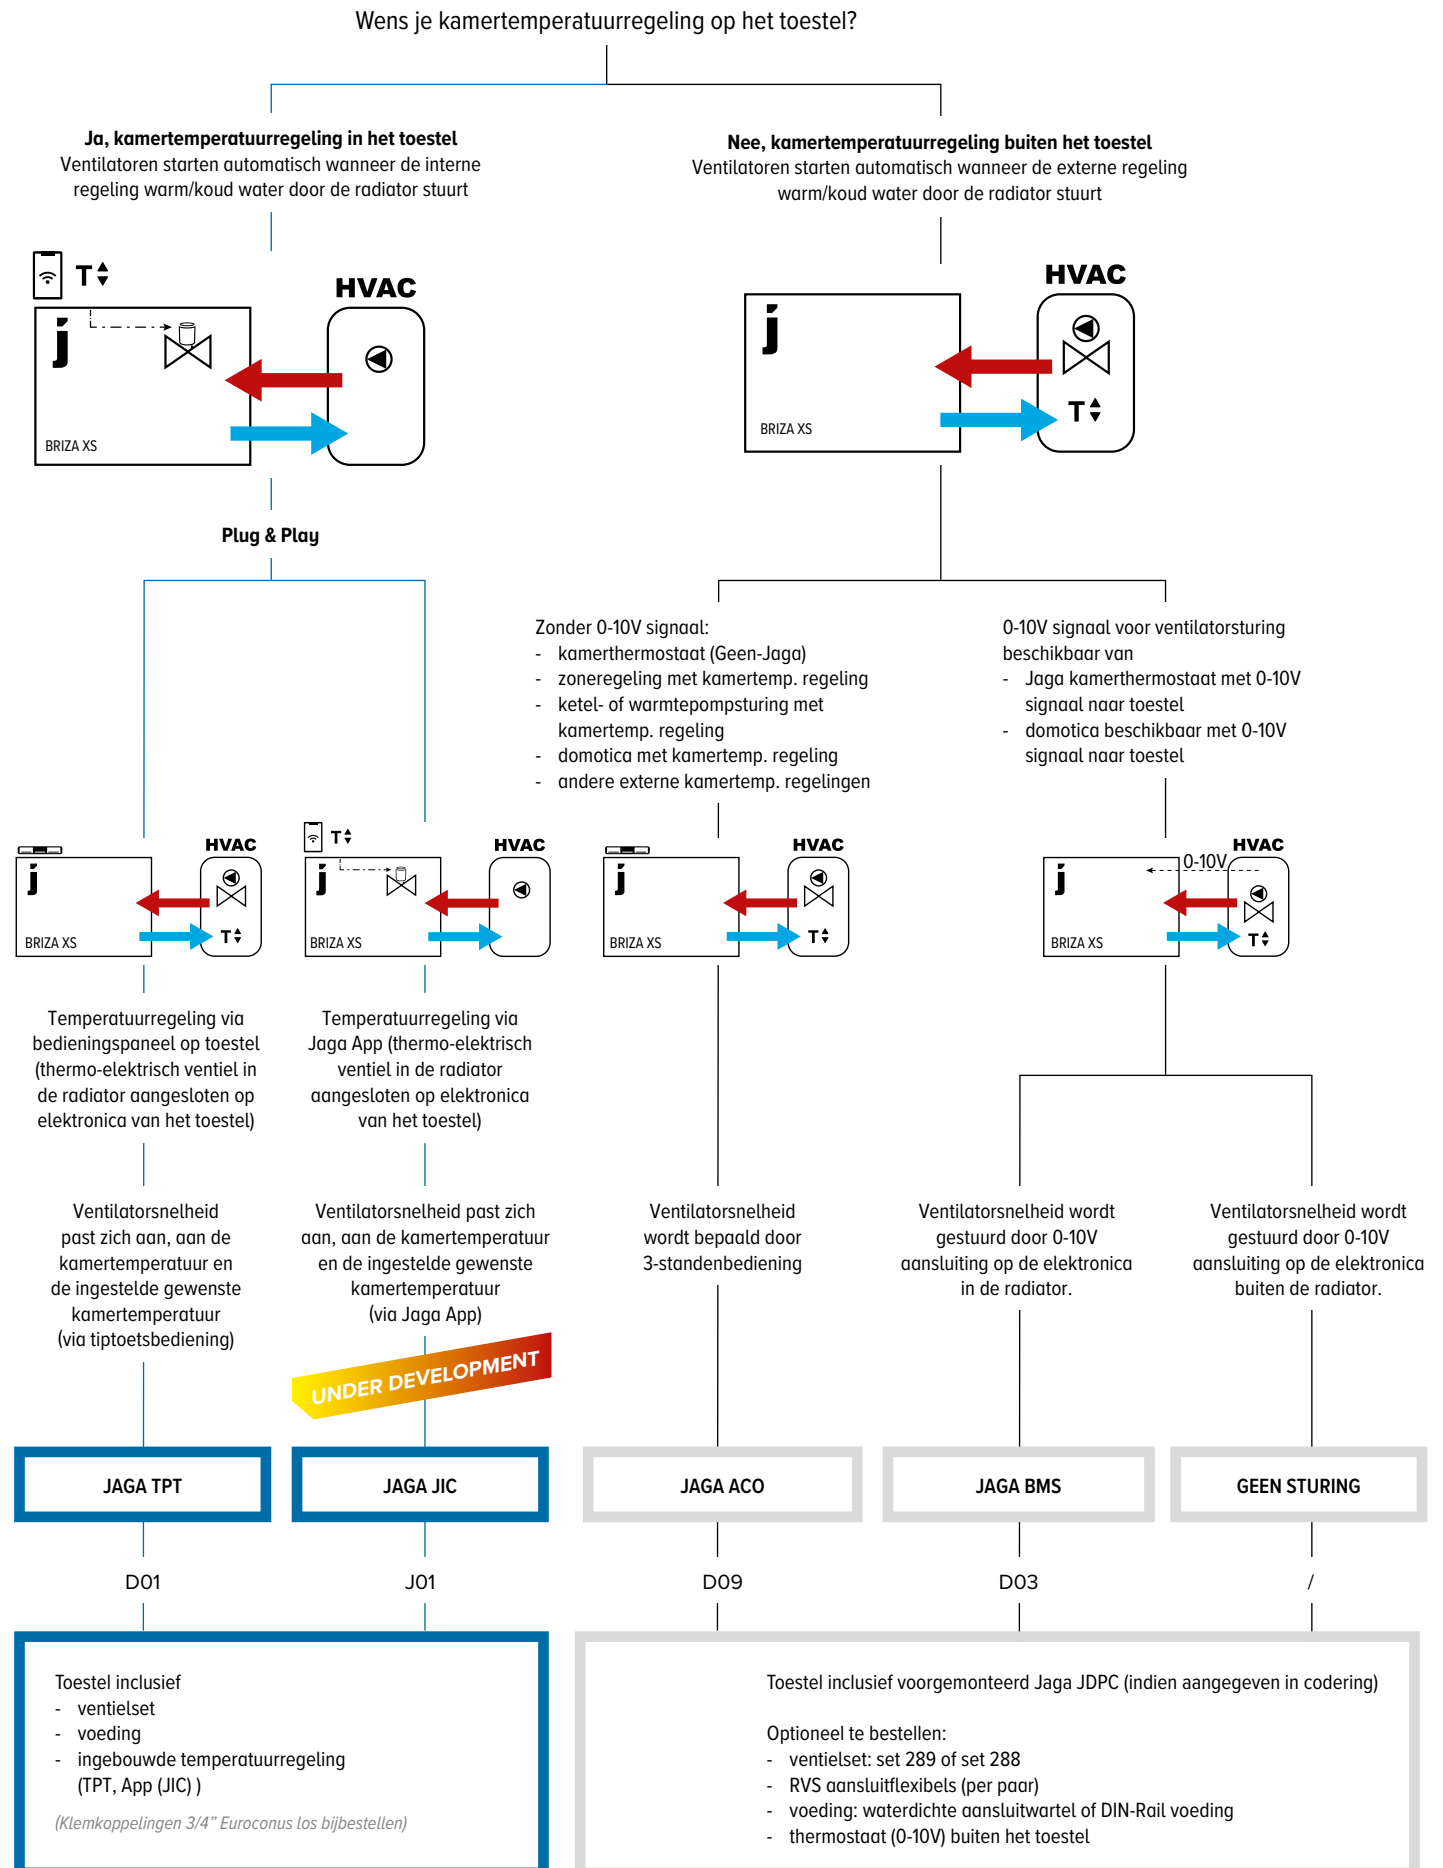 Wens je kamertemperatuurregeling op het toestel?
Ja, kamertemperatuurregeling in het toestel
Ventilatoren starten automatisch wanneer de interne
regeling warm/koud water door de radiator stuurt
Nee, kamertemperatuurregeling buiten het toestel
Ventilatoren starten automatisch wanneer de externe regeling
warm/koud water door de radiator stuurt
T
HVAC
j
BRIZA XS
HVAC
j
T
BRIZA XS
Plug & Play
Zonder 0-10V signaal:
- kamerthermostaat (Geen-Jaga)
- zoneregeling met kamertemp. regeling
- ketel- of warmtepompsturing met
kamertemp. regeling
- domotica met kamertemp. regeling
- andere externe kamertemp. regelingen
0-10V signaal voor ventilatorsturing
beschikbaar van
- Jaga kamerthermostaat met 0-10V
signaal naar toestel
- domotica beschikbaar met 0-10V
signaal naar toestel
HVAC
j
T
BRIZA XS
T
HVAC
j
BRIZA XS
HVAC
j
T
BRIZA XS
HVAC
0-10V
j
T
BRIZA XS
Temperatuurregeling via
bedieningspaneel op toestel
(thermo-elektrisch ventiel in
de radiator aangesloten op
elektronica van het toestel)
Temperatuurregeling via
Jaga App (thermo-elektrisch
ventiel in de radiator
aangesloten op elektronica
van het toestel)
Ventilatorsnelheid
past zich aan, aan de
kamertemperatuur en
de ingestelde gewenste
kamertemperatuur
(via tiptoetsbediening)
Ventilatorsnelheid past zich
aan, aan de kamertemperatuur
en de ingestelde gewenste
kamertemperatuur
(via Jaga App)
Ventilatorsnelheid
wordt bepaald door
3-standenbediening
Ventilatorsnelheid wordt
gestuurd door 0-10V
aansluiting op de elektronica
in de radiator.
Ventilatorsnelheid wordt
gestuurd door 0-10V
aansluiting op de elektronica
buiten de radiator.
UNDER DEVELOPMENT
JAGA TPT
JAGA JIC
JAGA ACO
JAGA BMS
GEEN STURING
D01
J01
D09
D03
/
Toestel inclusief
- ventielset
- voeding
- ingebouwde temperatuurregeling
(TPT, App (JIC) )
(Klemkoppelingen 3/4” Euroconus los bijbestellen)
Toestel inclusief voorgemonteerd Jaga JDPC (indien aangegeven in codering)
Optioneel te bestellen:
- ventielset: set 289 of set 288
- RVS aansluitflexibels (per paar)
- voeding: waterdichte aansluitwartel of DIN-Rail voeding
- thermostaat (0-10V) buiten het toestel